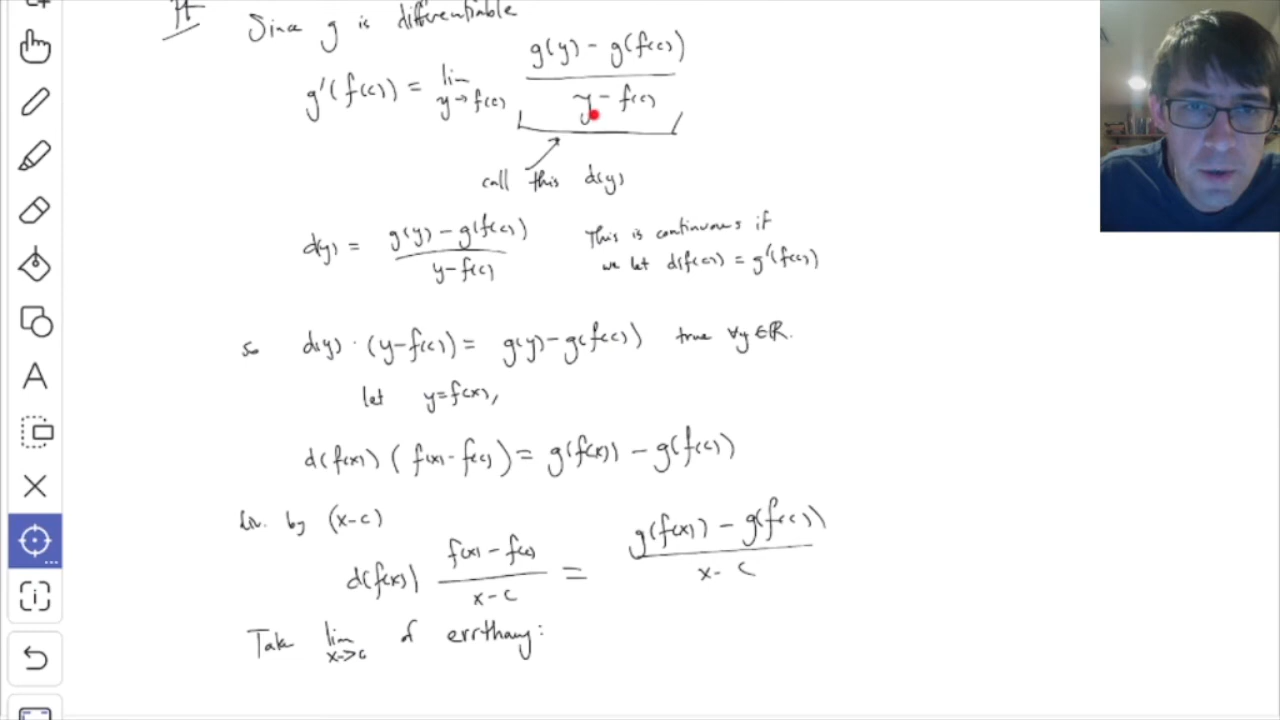 Pf Since g is differentiable
g'(f(c)) = lim y→f(c) g(y) - g(f(c)) / y - f(c)
call this d(y)
d(y) = g(y) - g(f(c)) / y - f(c) This is continuous if
we let d(f(c)) = g'(f(c))
so d(y) · (y-f(c)) = g(y) - g(f(c)) true ∀y∈ℝ.
let y=f(x),
d(f(x)) (f(x) - f(c)) = g(f(x)) - g(f(c))
div. by (x-c)
d(f(x)) f(x) - f(c) / x-c = g(f(x)) - g(f(c)) / x-c
Take lim x→c of errthang: